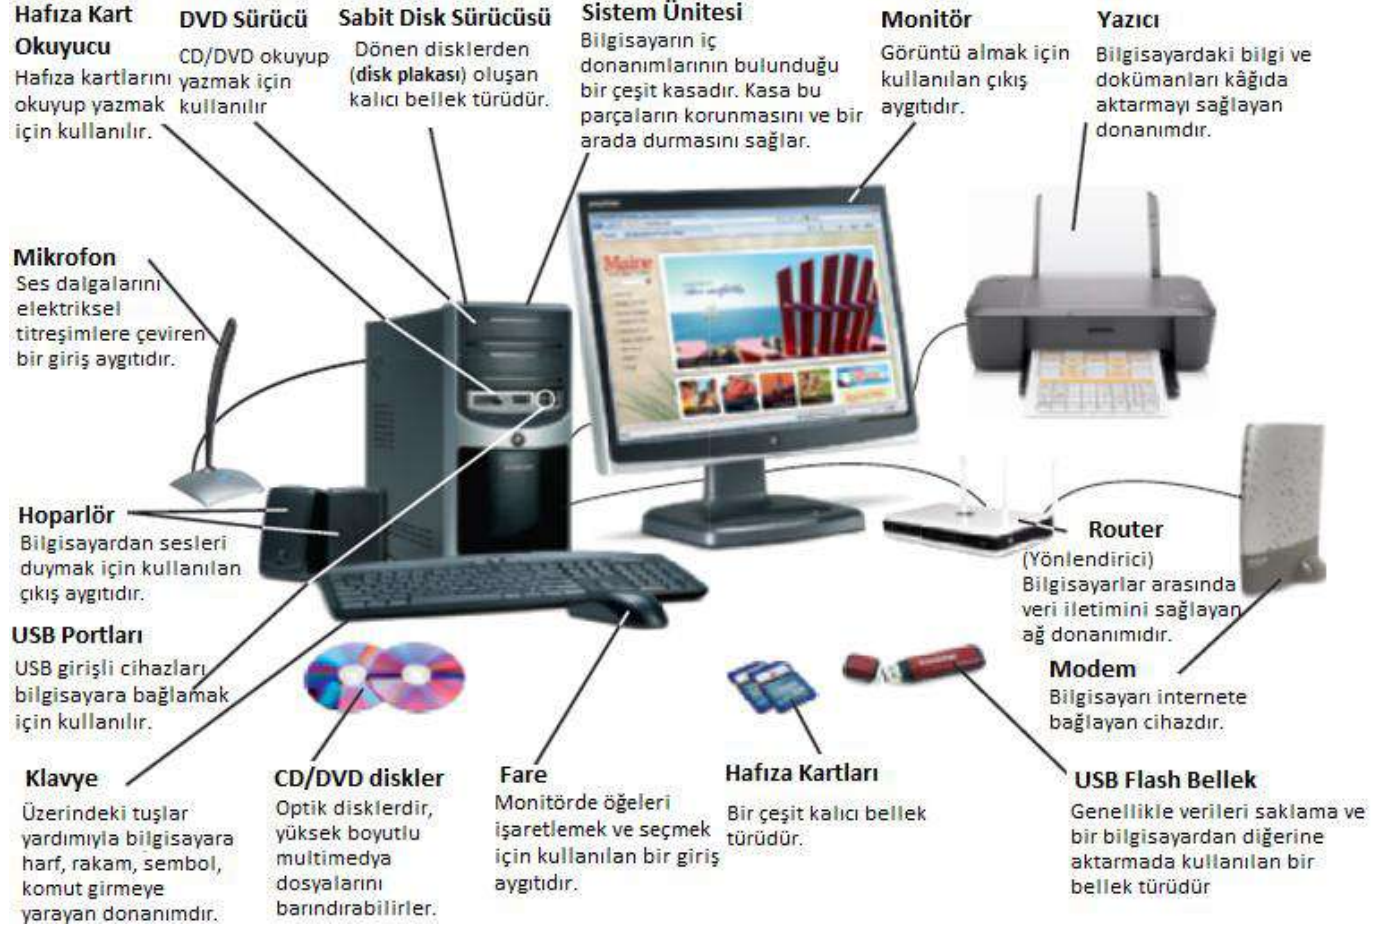 Hafıza Kart
Okuyucu
Hafıza kartlarını
okuyup yazmak
için kullanılır.
DVD Sürücü
CD/DVD okuyup
yazmak için
kullanılır
Sabit Disk Sürücüsü
Dönen disklerden
(disk plakası) oluşan
kalıcı bellek türüdür.
Sistem Ünitesi
Bilgisayarın iç
donanımlarının bulunduğu
bir çeşit kasadır. Kasa bu
parçaların korunmasını ve bir
arada durmasını sağlar.
Monitör
Görüntü almak için
kullanılan çıkış
aygıtıdır.
Yazıcı
Bilgisayardaki bilgi ve
dokümanları kâğıda
aktarmayı sağlayan
donanımdır.
Mikrofon
Ses dalgalarını
elektriksel
titreşimlere çeviren
bir giriş aygıtıdır.
Maine
Hoparlör
Bilgisayardan sesleri
duymak için kullanılan
çıkış aygıtıdır.
Router
(Yönlendirici)
Bilgisayarlar arasında
veri iletimini sağlayan
ağ donanımıdır.
USB Portları
USB girişli cihazları
bilgisayara bağlamak
için kullanılır.
Modem
Bilgisayarı internete
bağlayan cihazdır.
Klavye
Üzerindeki tuşlar
yardımıyla bilgisayara
harf, rakam, sembol,
komut girmeye
yarayan donanımdır.
CD/DVD diskler
Optik disklerdir,
yüksek boyutlu
multimedya
dosyalarını
barındırabilirler.
Fare
Monitörde öğeleri
işaretlemek ve seçmek
için kullanılan bir giriş
aygıtıdır.
Hafıza Kartları
Bir çeşit kalıcı bellek
türüdür.
USB Flash Bellek
Genellikle verileri saklama ve
bir bilgisayardan diğerine
aktarmada kullanılan bir
bellek türüdür